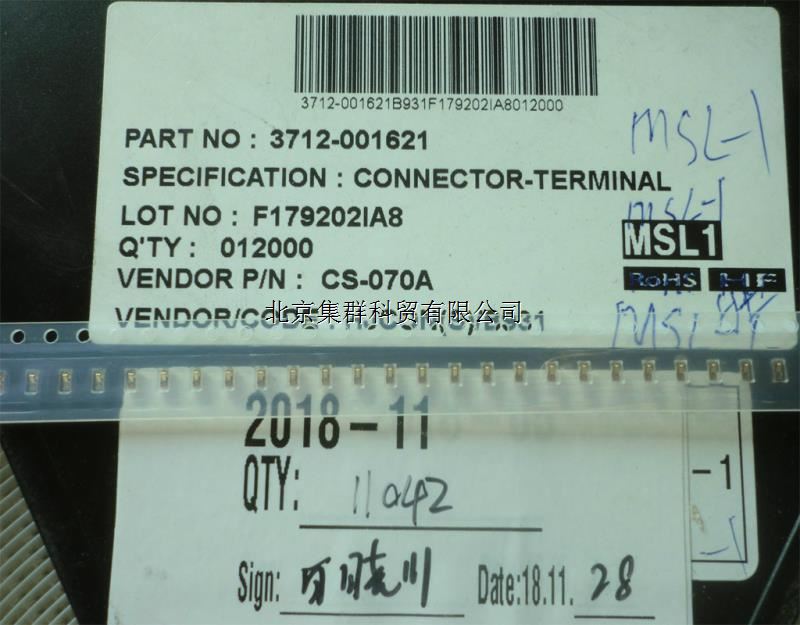 3712-001621B931F179202IA8012000
PART NO : 3712-001621
MSL-1
SPECIFICATION : CONNECTOR-TERMINAL
MSL-1
LOT NO : F179202IA8
MSL1
Q'TY : 012000
VENDOR P/N : CS-070A
RoHS HF
北京集群科贸有限公司
VENDOR/CODE
2018-11
-1
QTY: 11042
Sign:
Date:18.11. 28